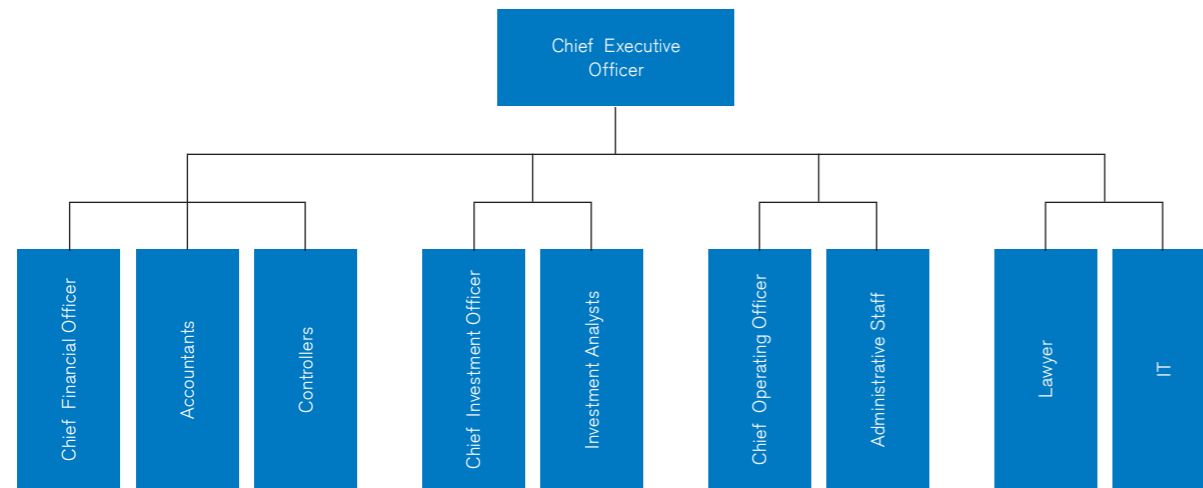 Chief Executive
Officer
Chief Financial Officer
Accountants
Controllers
Chief Investment Officer
Investment Analysts
Chief Operating Officer
Administrative Staff
Lawyer
IT